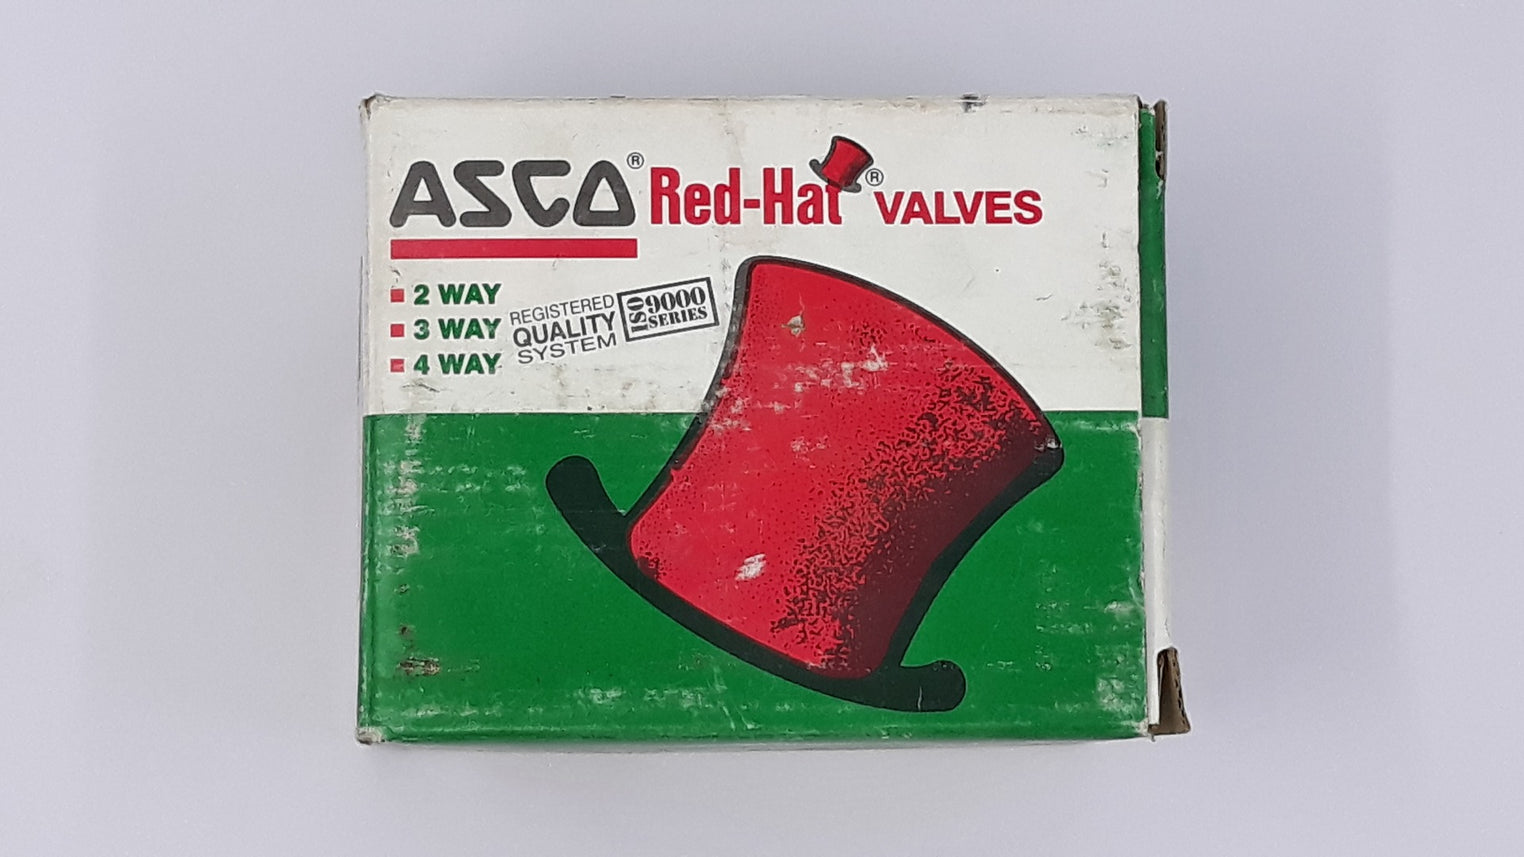 ASCO® Red-Hat® VALVES
2 WAY
3 WAY
4 WAY
REGISTERED
QUALITY
SYSTEM
ISO 9000
SERIES